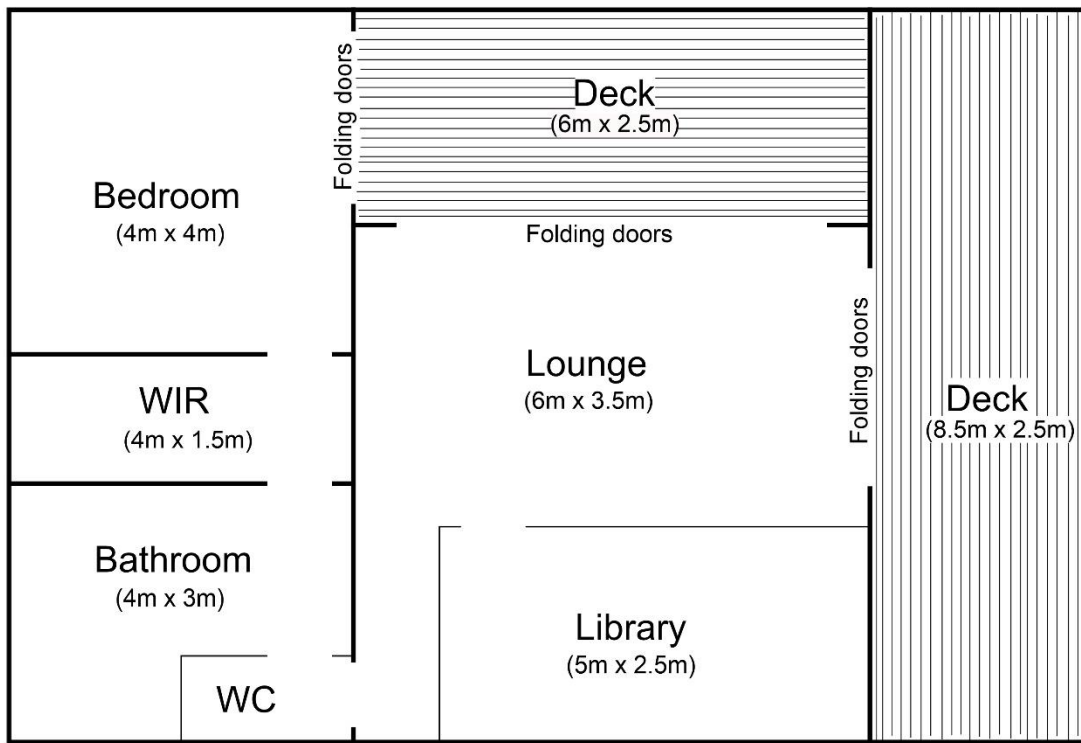 Deck
(6m x 2.5m)
Folding doors
Bedroom
(4m x 4m)
Folding doors
Lounge
(6m x 3.5m)
Folding doors
Deck
(8.5m x 2.5m)
WIR
(4m x 1.5m)
Bathroom
(4m x 3m)
Library
(5m x 2.5m)
WC